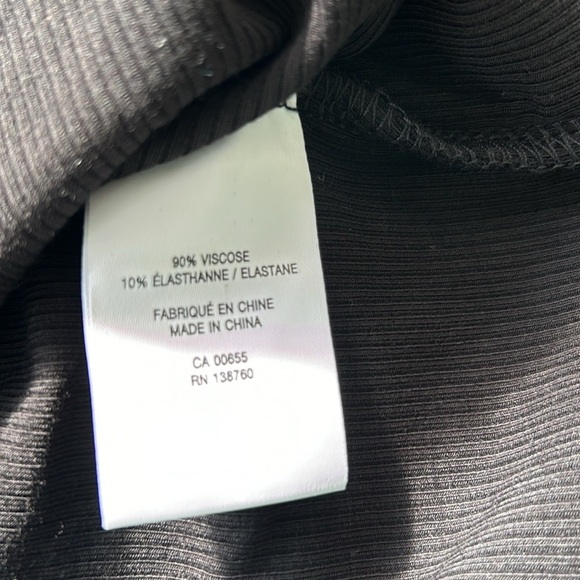 90% VISCOSE
10% ÉLASTHANNE / ELASTANE
FABRIQUÉ EN CHINE
MADE IN CHINA
CA 00655
RN 138760